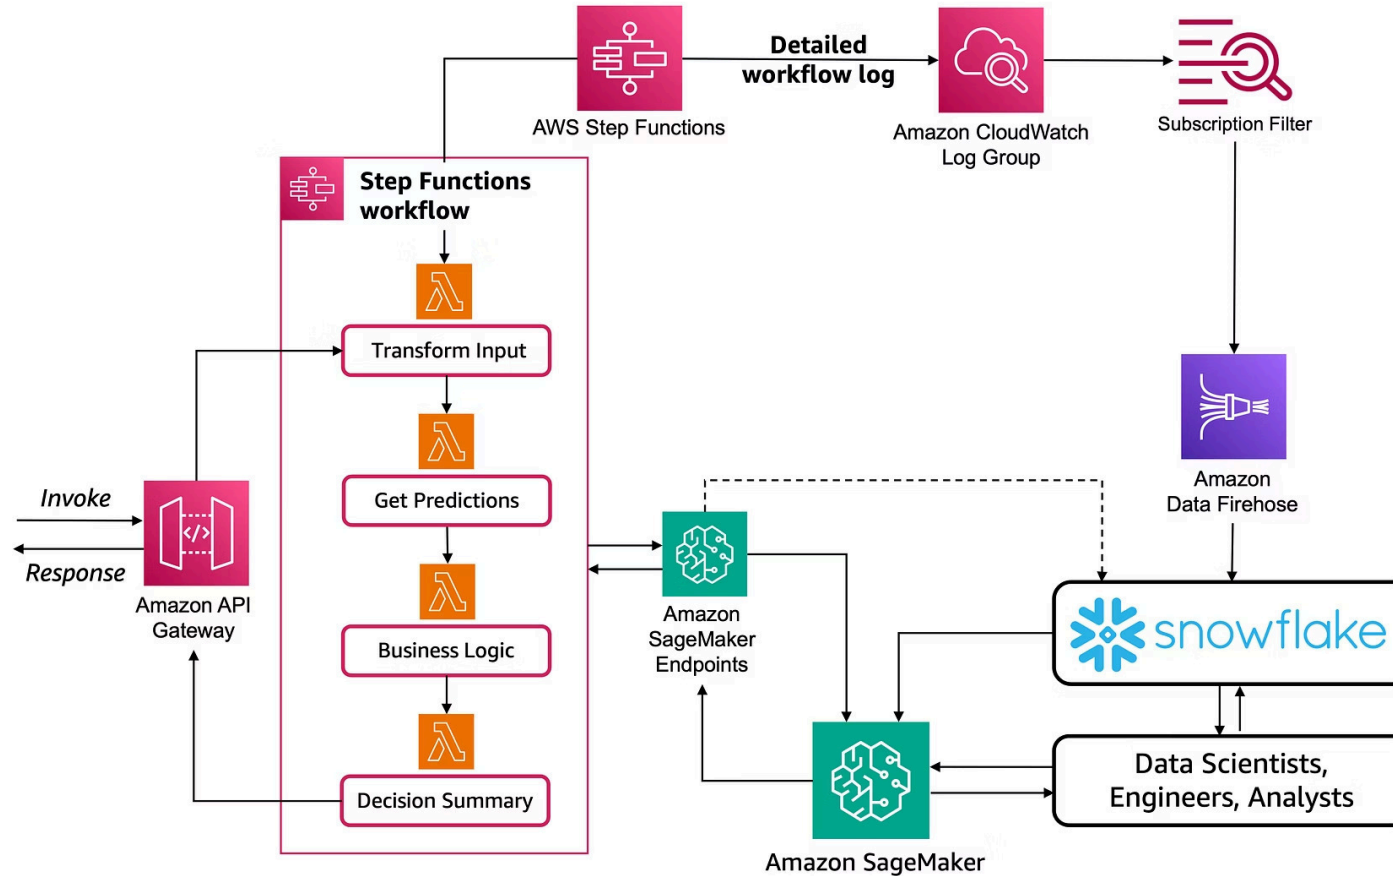 Detailed
workflow log
AWS Step Functions
Amazon CloudWatch
Log Group
Subscription Filter
Step Functions
workflow
Transform Input
Get Predictions
Business Logic
Decision Summary
Invoke
Response
</>
Amazon API
Gateway
Amazon
SageMaker
Endpoints
Amazon
Data Firehose
snowflake
Data Scientists,
Engineers, Analysts
Amazon SageMaker